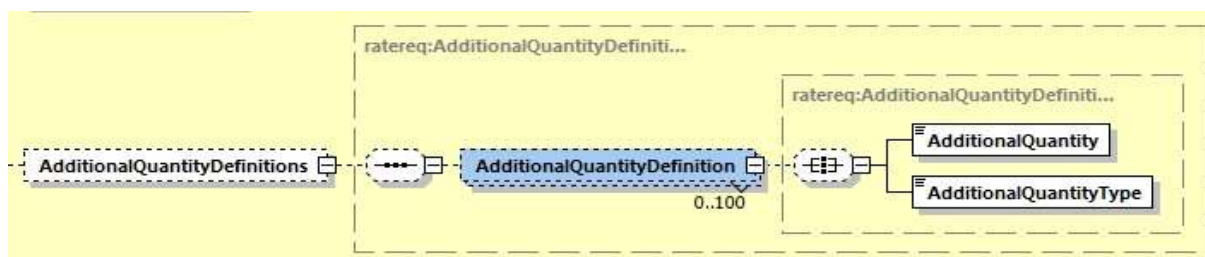 ratereq:AdditionalQuantityDefiniti...
ratereq:AdditionalQuantityDefiniti...
AdditionalQuantityDefinitions
AdditionalQuantityDefinition
0..100
AdditionalQuantity
AdditionalQuantityType